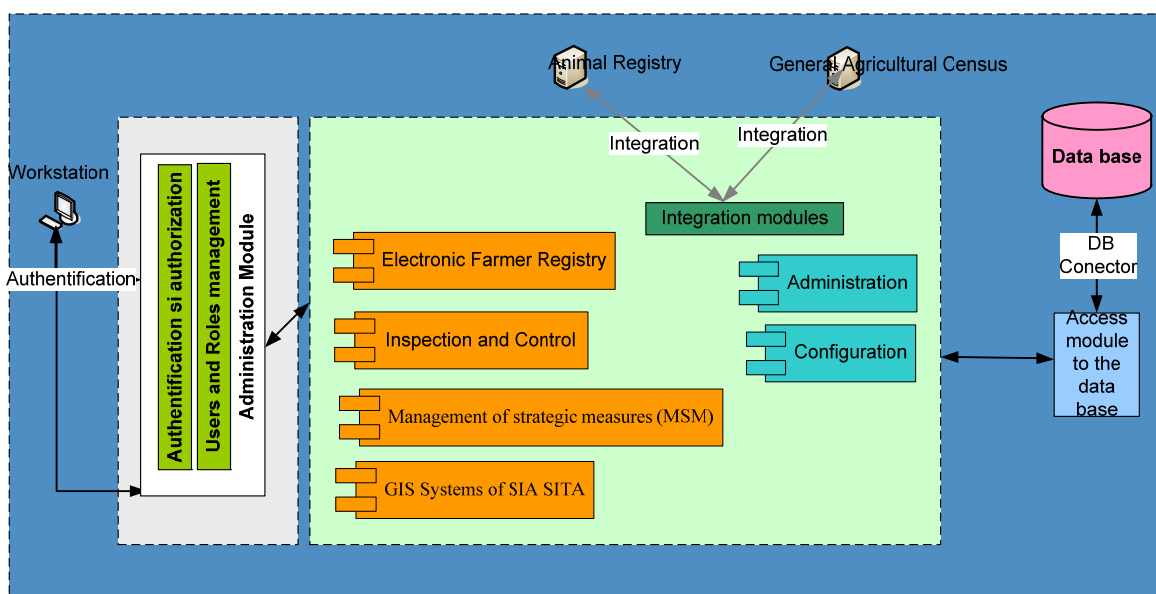 Animal Registry
General Agricultural Census
Integration
Integration
Integration modules
Workstation
Authentification
Authentification si authorization
Users and Roles management
Administration Module
Electronic Farmer Registry
Inspection and Control
Management of strategic measures (MSM)
GIS Systems of SIA SITA
Administration
Configuration
Data base
DB
Conector
Access
module
to the
data
base